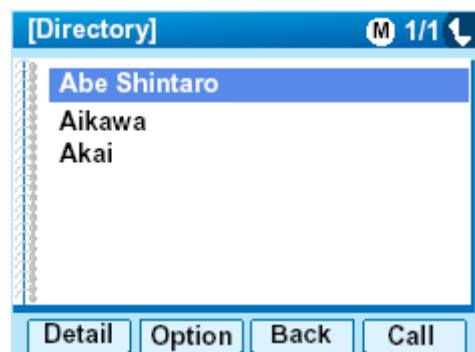 [Directory] M 1/1
Abe Shintaro
Aikawa
Akai
Detail Option Back Call